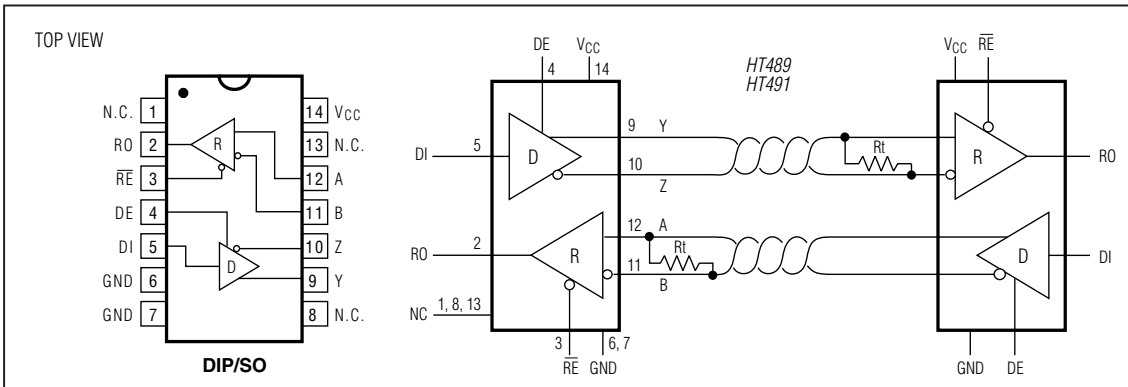 TOP VIEW
N.C. 1
RO 2
RE 3
DE 4
DI 5
GND 6
GND 7
14 VCC
13 N.C.
12 A
11 B
10 Z
9 Y
8 N.C.
R
D
DIP/SO
HT489
HT491
DE
4
VCC
14
DI 5
D
9 Y
10
Z
Rt
RO 2
R
12 A
Rt
11
B
NC 1, 8, 13
3
RE
6, 7
GND
VCC RE
R
RO
D
DI
GND DE